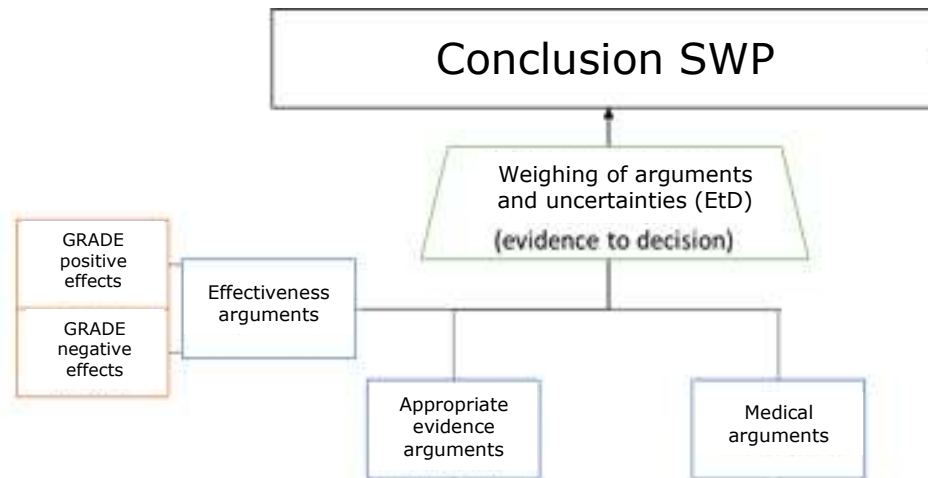 Conclusion SWP
Weighing of arguments
and uncertainties (EtD)
(evidence to decision)
GRADE
positive
effects
GRADE
negative
effects
Effectiveness
arguments
Appropriate
evidence
arguments
Medical
arguments